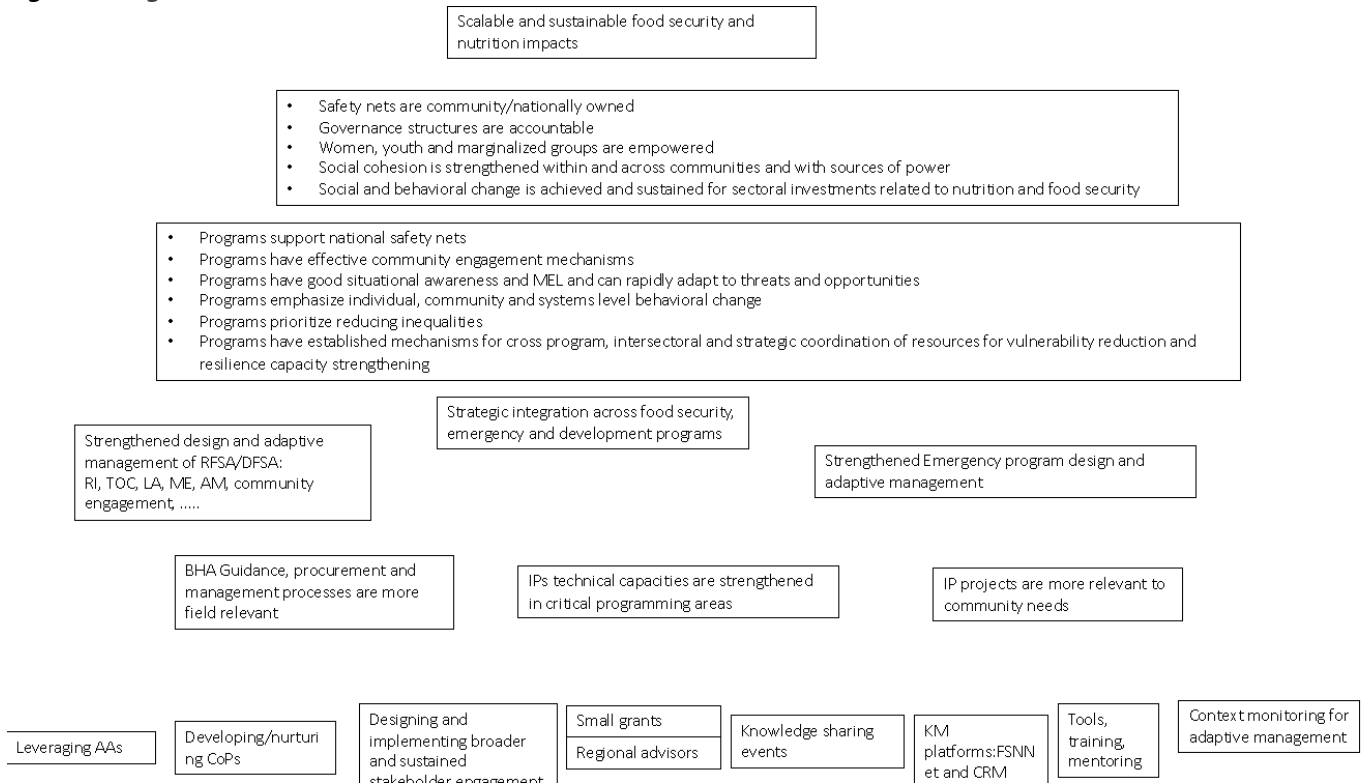 Scalable and sustainable food security and
nutrition impacts
• Safety nets are community/nationally owned
• Governance structures are accountable
• Women, youth and marginalized groups are empowered
• Social cohesion is strengthened within and across communities and with sources of power
• Social and behavioral change is achieved and sustained for sectoral investments related to nutrition and food security
• Programs support national safety nets
• Programs have effective community engagement mechanisms
• Programs have good situational awareness and MEL and can rapidly adapt to threats and opportunities
• Programs emphasize individual, community and systems level behavioral change
• Programs prioritize reducing inequalities
• Programs have established mechanisms for cross program, intersectoral and strategic coordination of resources for vulnerability reduction and
resilience capacity strengthening
Strategic integration across food security,
emergency and development programs
Strengthened design and adaptive
management of RFSA/DFSA:
RI, TOC, LA, ME, AM, community
engagement, .....
Strengthened Emergency program design and
adaptive management
BHA Guidance, procurement and
management processes are more
field relevant
IPs technical capacities are strengthened
in critical programming areas
IP projects are more relevant to
community needs
Leveraging AAs
Developing/nurturi
ng CoPs
Designing and
implementing broader
and sustained
stakeholder engagement
Small grants
Regional advisors
Knowledge sharing
events
KM
platforms:FSNN
et and CRM
Tools,
training,
mentoring
Context monitoring for
adaptive management